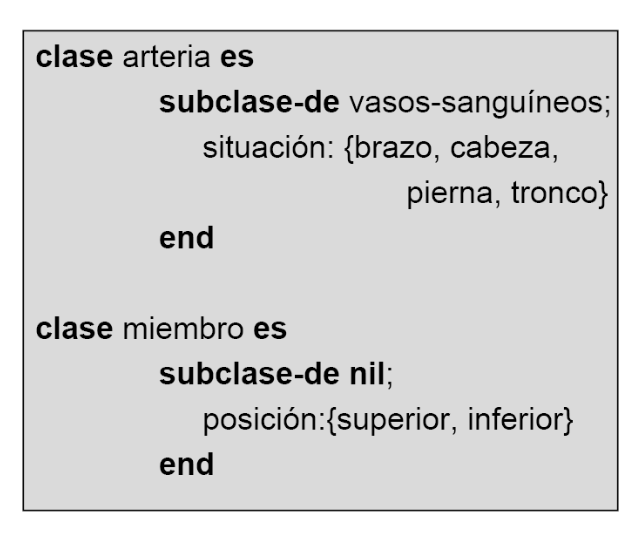 clase arteria es
subclase-de vasos-sanguíneos;
situación: {brazo, cabeza,
pierna, tronco}
end
clase miembro es
subclase-de nil;
posición:{superior, inferior}
end